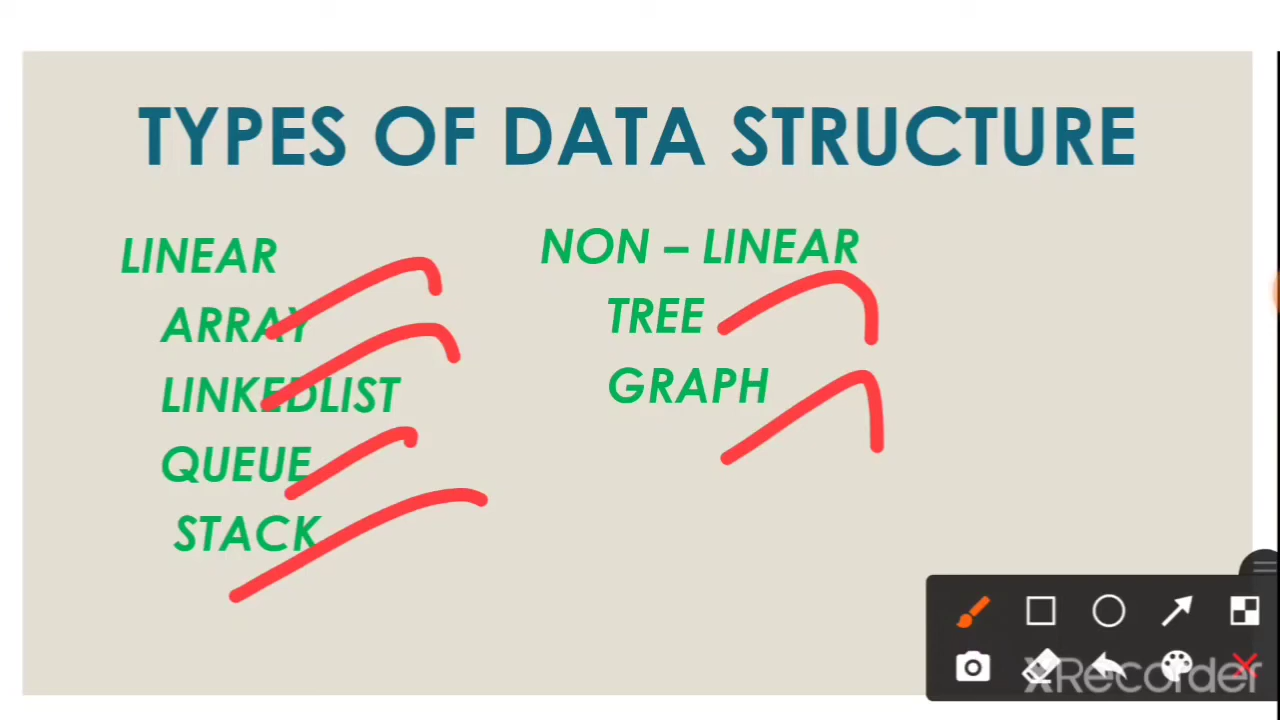 TYPES OF DATA STRUCTURE
LINEAR
ARRAY
LINKEDLIST
QUEUE
STACK
NON – LINEAR
TREE
GRAPH
XRecorder